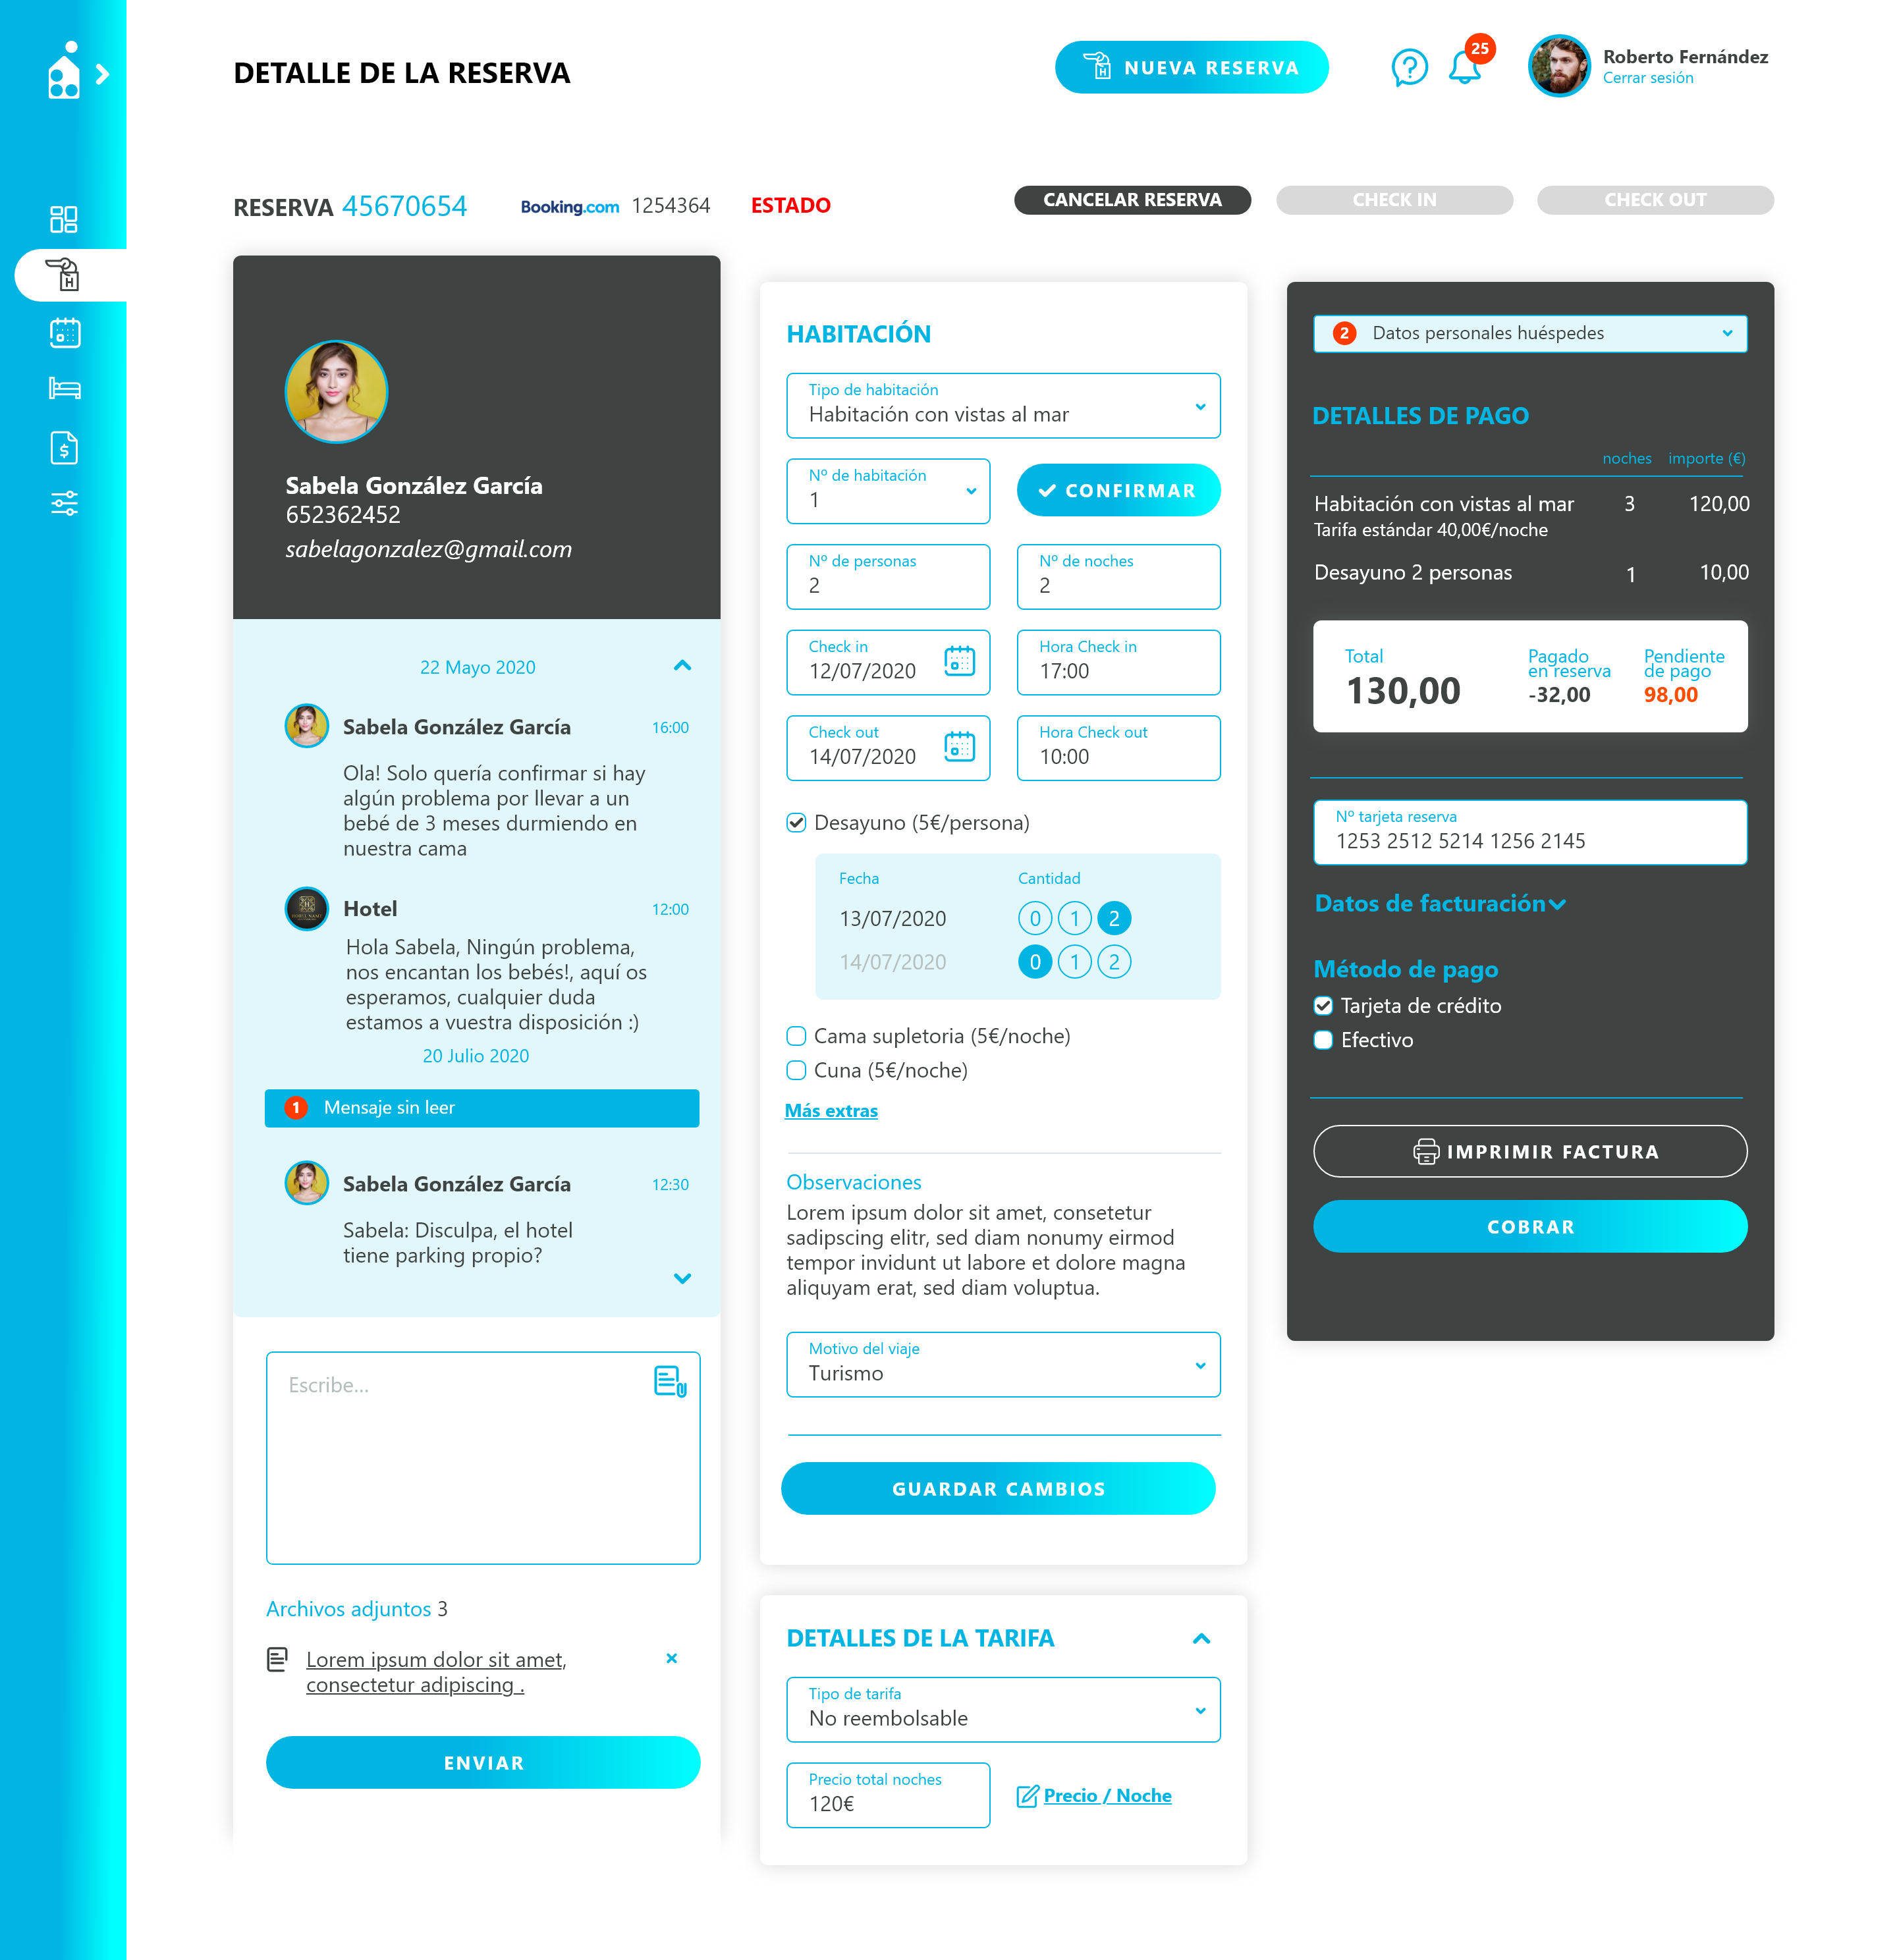 DETALLE DE LA RESERVA
NUEVA RESERVA
25
Roberto Fernández
Cerrar sesión
RESERVA 45670654
Booking.com 1254364
ESTADO
CANCELAR RESERVA
CHECK IN
CHECK OUT
Sabela González García
652362452
sabelagonzalez@gmail.com
22 Mayo 2020
Sabela González García
16:00
Ola! Solo quería confirmar si hay
algún problema por llevar a un
bebé de 3 meses durmiendo en
nuestra cama
Hotel
12:00
Hola Sabela, Ningún problema,
nos encantan los bebés!, aquí os
esperamos, cualquier duda
estamos a vuestra disposición :)
20 Julio 2020
1 Mensaje sin leer
Sabela González García
12:30
Sabela: Disculpa, el hotel
tiene parking propio?
Escribe...
Archivos adjuntos 3
Lorem ipsum dolor sit amet,
consectetur adipiscing .
ENVIAR
HABITACIÓN
Tipo de habitación
Habitación con vistas al mar
Nº de habitación
1
CONFIRMAR
Nº de personas
2
Nº de noches
2
Check in
12/07/2020
Hora Check in
17:00
Check out
14/07/2020
Hora Check out
10:00
Desayuno (5€/persona)
Fecha
Cantidad
13/07/2020
0 1 2
14/07/2020
0 1 2
Cama supletoria (5€/noche)
Cuna (5€/noche)
Más extras
Observaciones
Lorem ipsum dolor sit amet, consetetur
sadipscing elitr, sed diam nonumy eirmod
tempor invidunt ut labore et dolore magna
aliquyam erat, sed diam voluptua.
Motivo del viaje
Turismo
GUARDAR CAMBIOS
DETALLES DE LA TARIFA
Tipo de tarifa
No reembolsable
Precio total noches
120€
Precio / Noche
2 Datos personales huéspedes
DETALLES DE PAGO
noches importe (€)
Habitación con vistas al mar 3 120,00
Tarifa estándar 40,00€/noche
Desayuno 2 personas 1 10,00
Total
130,00
Pagado
en reserva
-32,00
Pendiente
de pago
98,00
Nº tarjeta reserva
1253 2512 5214 1256 2145
Datos de facturación
Método de pago
Tarjeta de crédito
Efectivo
IMPRIMIR FACTURA
COBRAR